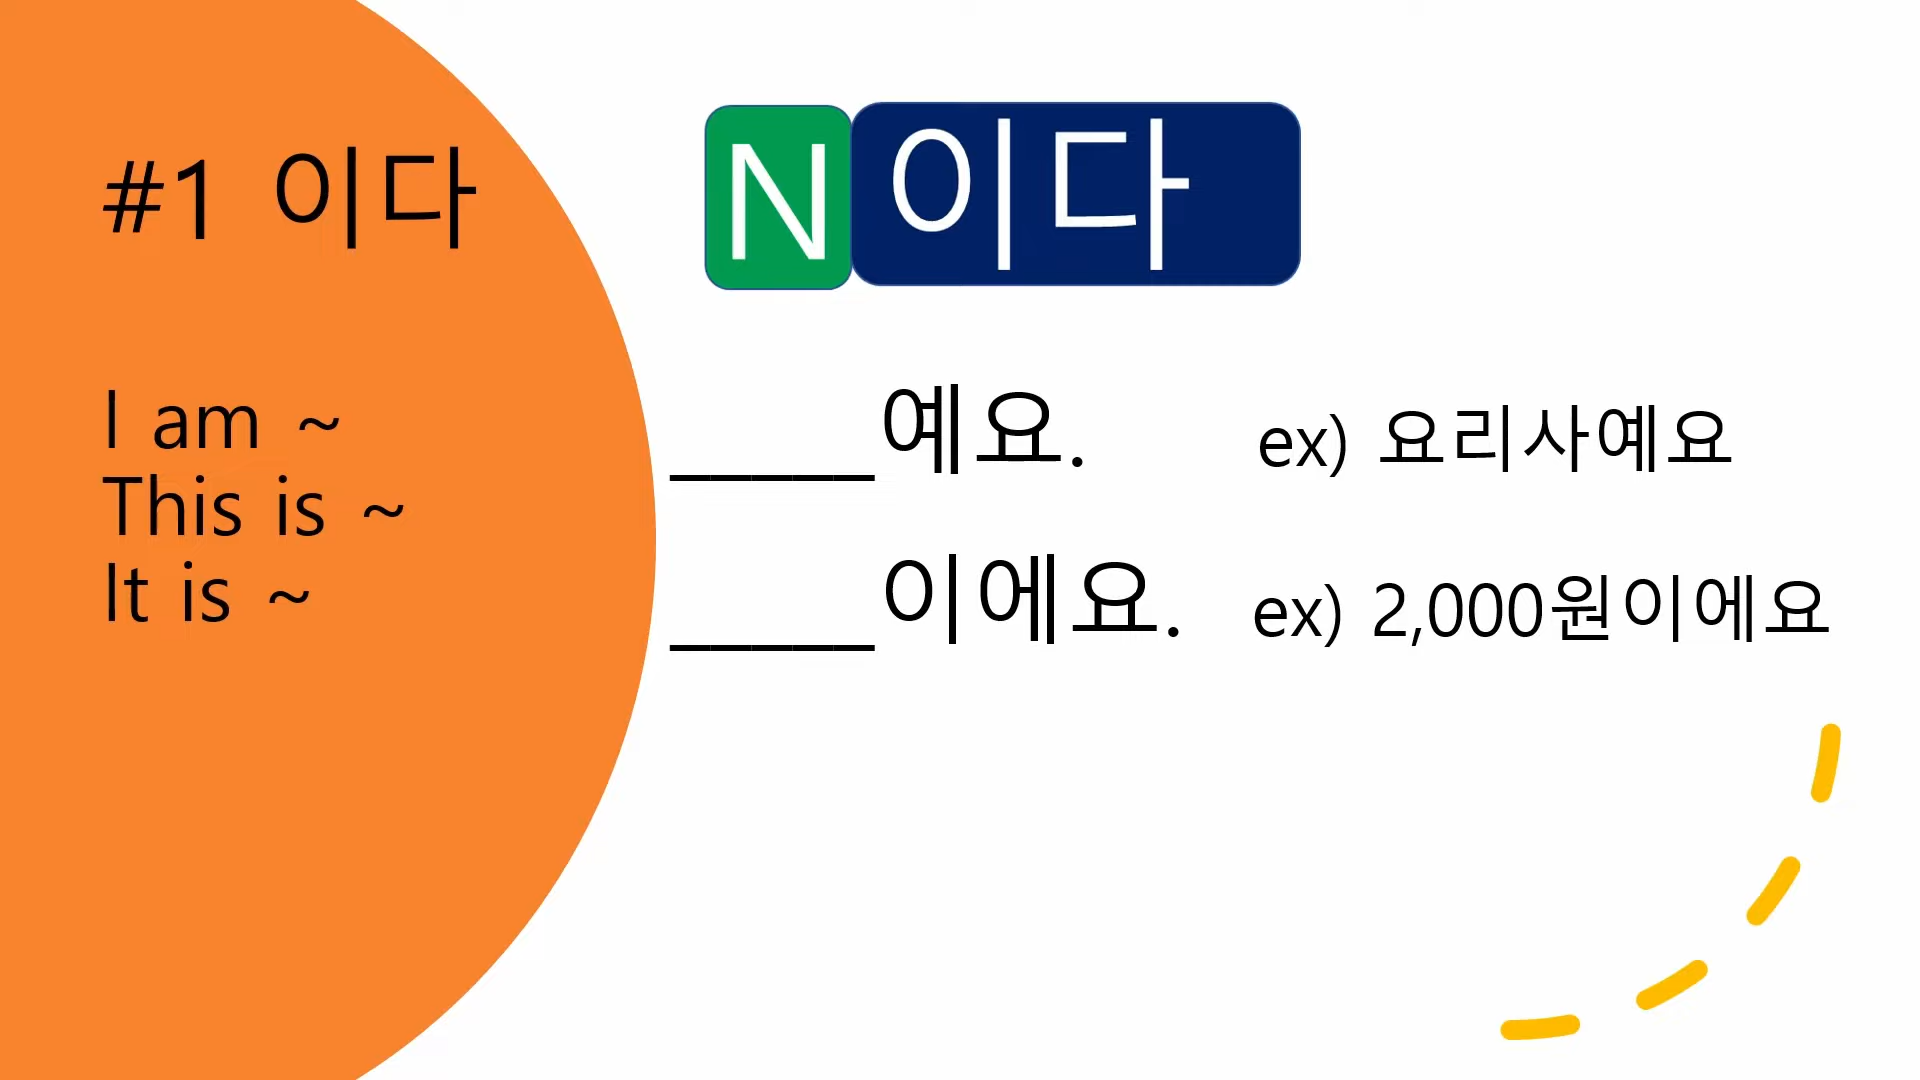 #1 이다
I am ~
This is ~
It is ~
N이다
_____예요. ex) 요리사예요
_____이에요. ex) 2,000원이에요